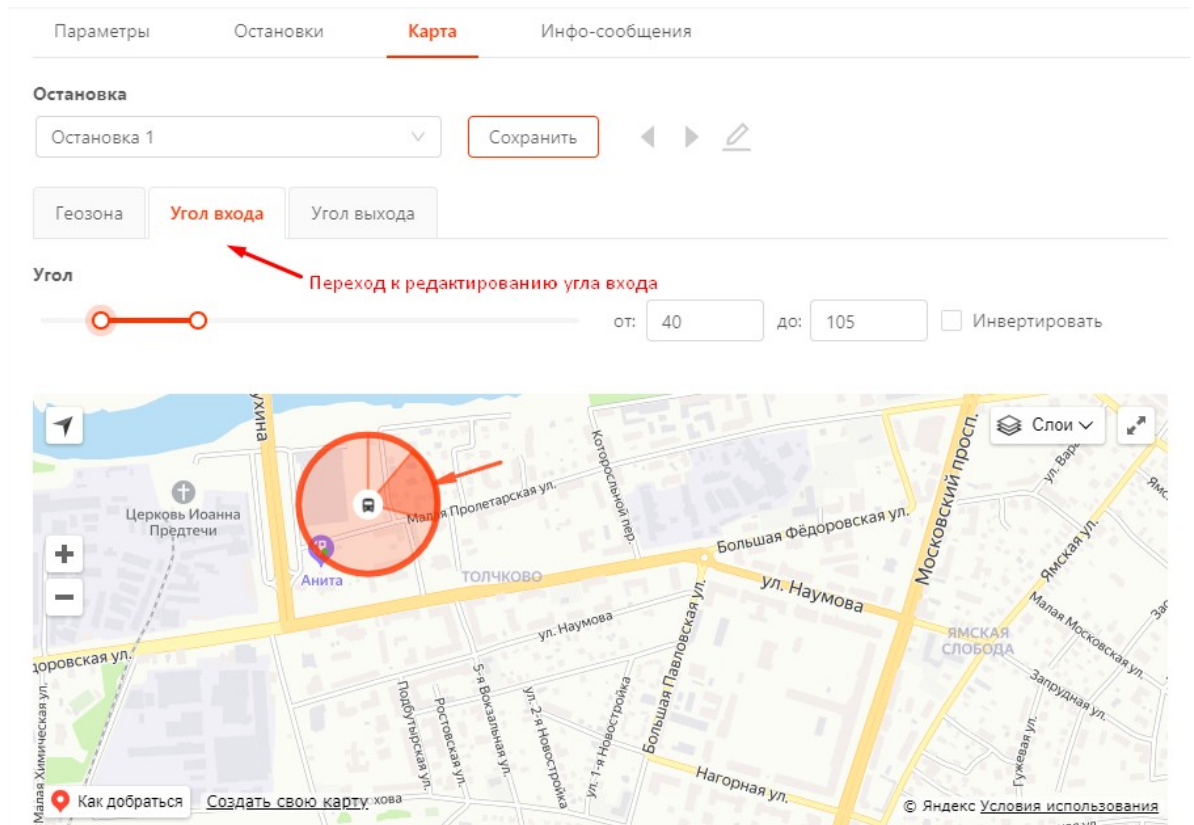 Параметры Остановки Карта Инфо-сообщения
Остановка
Остановка 1 Сохранить
Геозона Угол входа Угол выхода
Переход к редактированию угла входа
Угол
от: 40 до: 105 Инвертировать
Слои
Московский просп.
Которосльной пер.
Малая Пролетарская ул.
Церковь Иоанна
Предтечи
Большая Фёдоровская ул.
Ямская ул.
Анита
ТОЛЧКОВО
ул. Наумова
Малая Московская ул.
ул. Наумова
ЯМСКАЯ
СЛОБОДА
Большая Павловская ул.
доровская ул.
5-я Вокзальная ул.
Запрудная ул.
Подбутырская ул.
Ростовская ул.
ул. 2-я Новостройка
ул. 1-я Новостройка
Гужевая ул.
Малая Химическая ул.
Нагорная ул.
Как добраться Создать свою карту хова
© Яндекс Условия использования